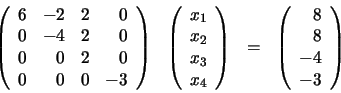 6 −2 2 0 x₁ 8
0 −4 2 0 x₂ = 8
0 0 2 0 x₃ −4
0 0 0 −3 x₄ −3